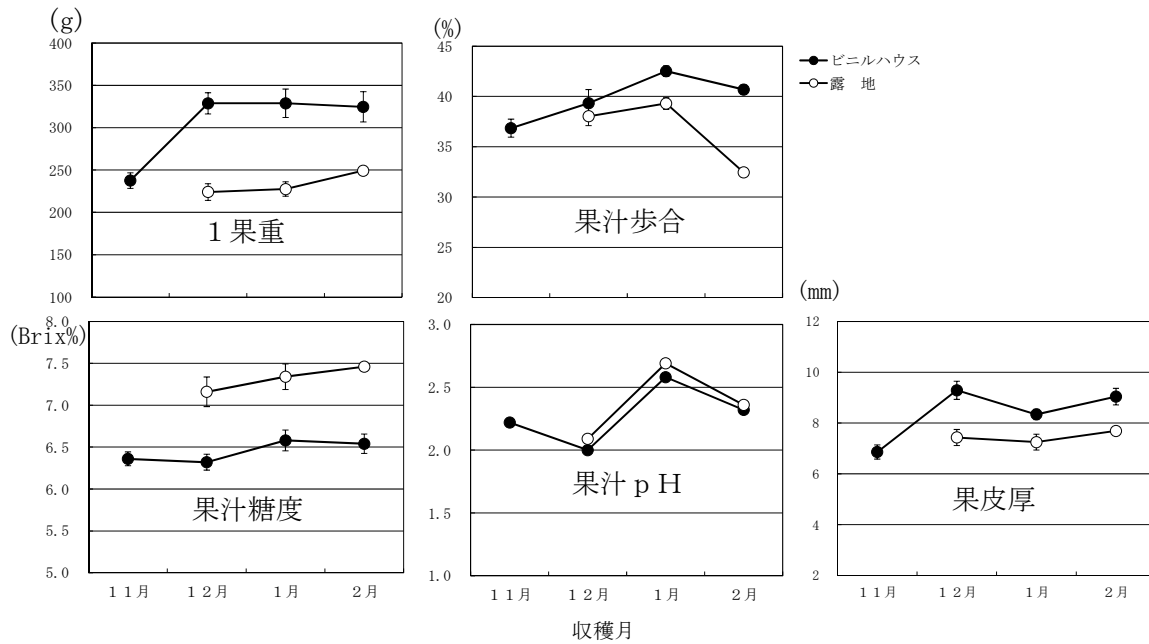 (g)
400
350
300
250
200
150
100
１果重
(%)
45
40
35
30
25
20
果汁歩合
ビニルハウス
露　地
(Brix%)
8.0
7.5
7.0
6.5
6.0
5.5
5.0
果汁糖度
１１月 １２月 １月 ２月
3.0
2.5
2.0
1.5
1.0
果汁ｐＨ
１１月 １２月 １月 ２月
(mm)
12
10
8
6
4
2
果皮厚
１１月 １２月 １月 ２月
収穫月